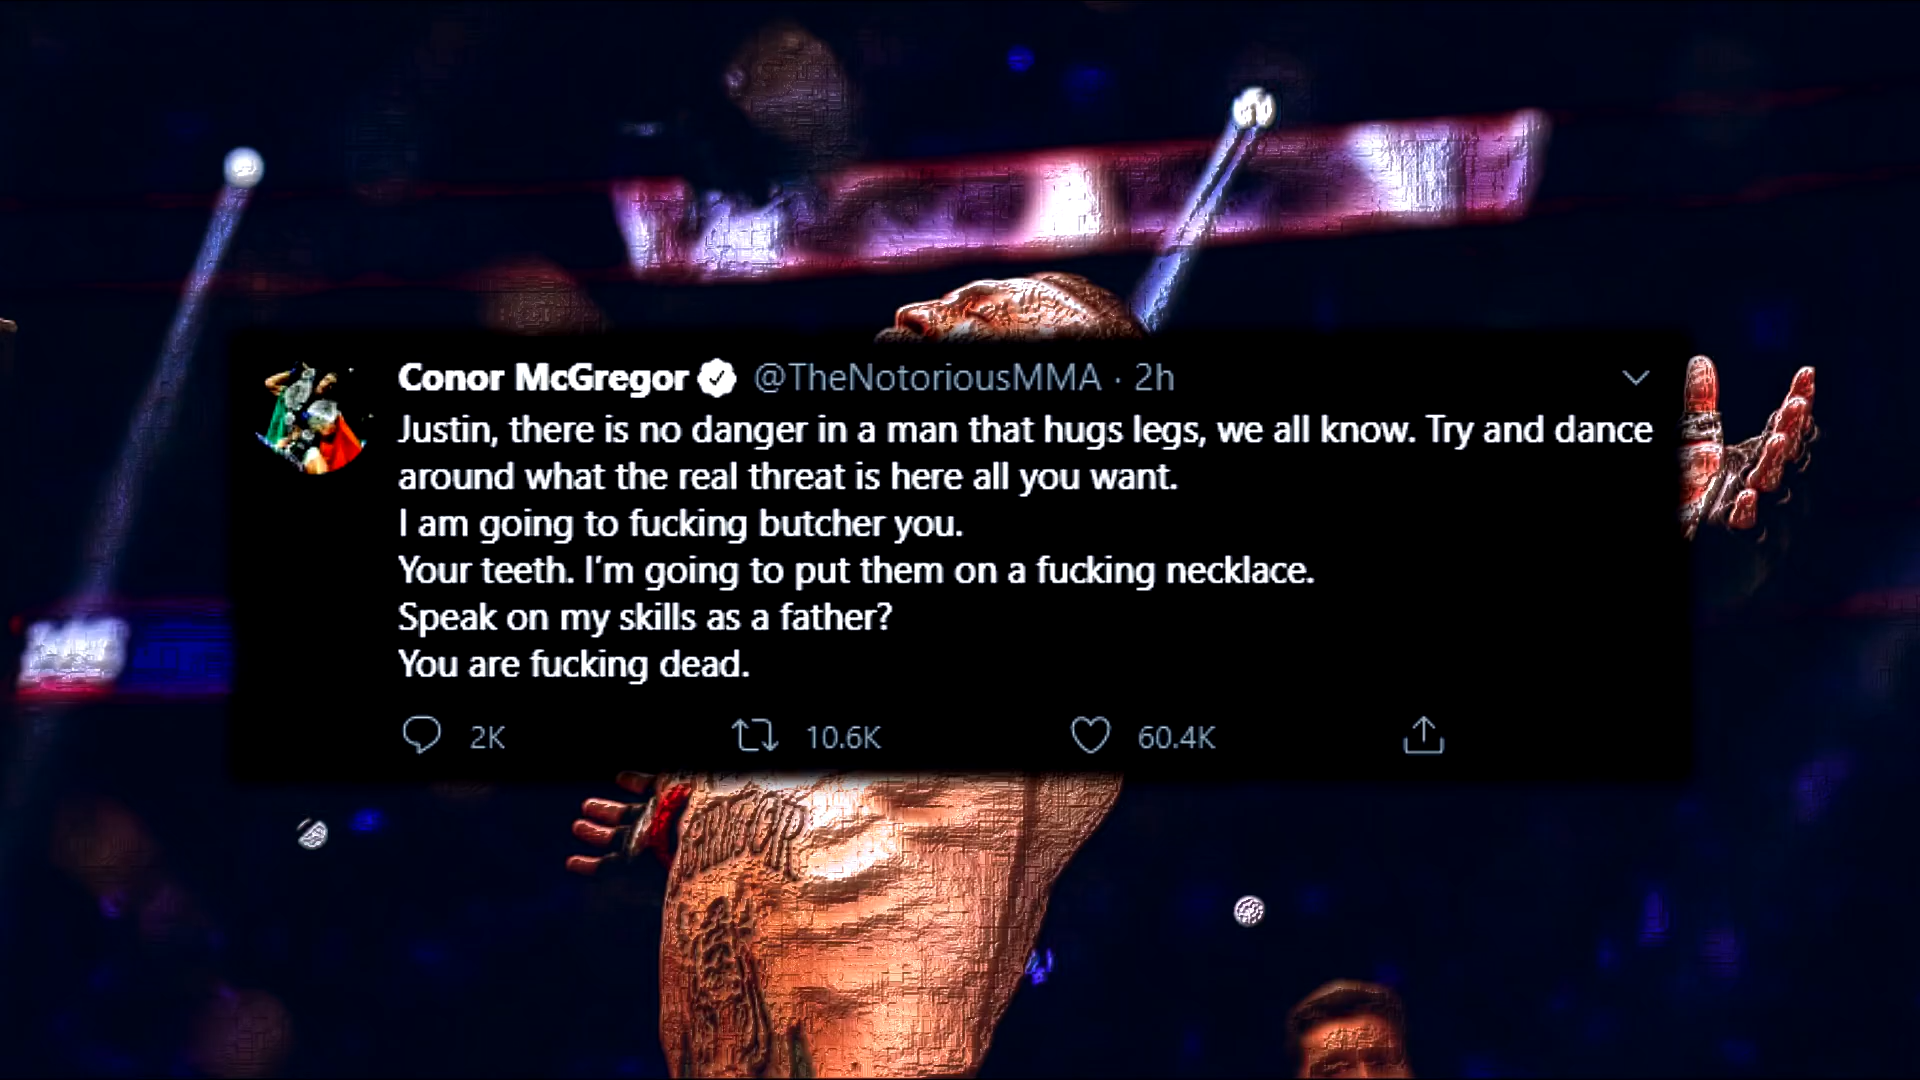 Conor McGregor @TheNotoriousMMA · 2h
Justin, there is no danger in a man that hugs legs, we all know. Try and dance
around what the real threat is here all you want.
I am going to fucking butcher you.
Your teeth. I'm going to put them on a fucking necklace.
Speak on my skills as a father?
You are fucking dead.
2K 10.6K 60.4K